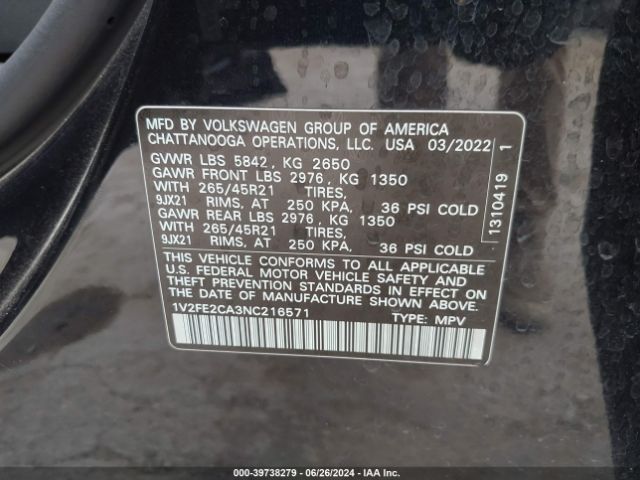 MFD BY VOLKSWAGEN GROUP OF AMERICA
CHATTANOOGA OPERATIONS, LLC. USA 03/2022
GVWR LBS 5842, KG 2650
GAWR FRONT LBS 2976, KG 1350
WITH 265/45R21 TIRES,
9JX21 RIMS, AT 250 KPA, 36 PSI COLD
GAWR REAR LBS 2976, KG 1350
WITH 265/45R21 TIRES,
9JX21 RIMS, AT 250 KPA, 36 PSI COLD
THIS VEHICLE CONFORMS TO ALL APPLICABLE
U.S. FEDERAL MOTOR VEHICLE SAFETY AND
THEFT PREVENTION STANDARDS IN EFFECT ON
THE DATE OF MANUFACTURE SHOWN ABOVE.
1V2FE2CA3NC216571 TYPE: MPV
1310419 1
000-39738279 - 06/26/2024 - IAA Inc.